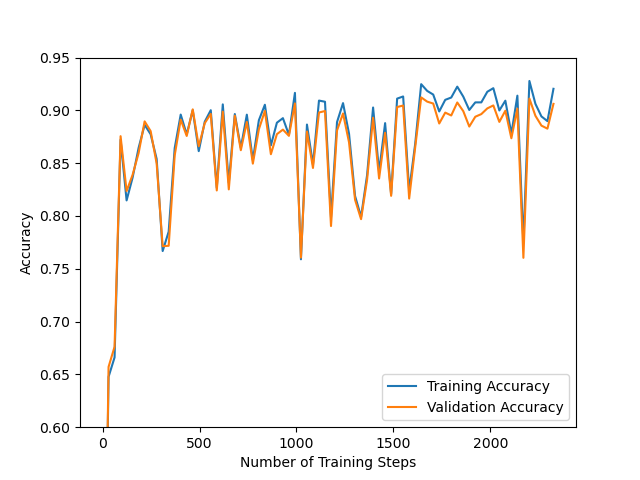 0.95
0.90
0.85
0.80
0.75
0.70
0.65
0.60
Accuracy
Training Accuracy
Validation Accuracy
0 500 1000 1500 2000
Number of Training Steps